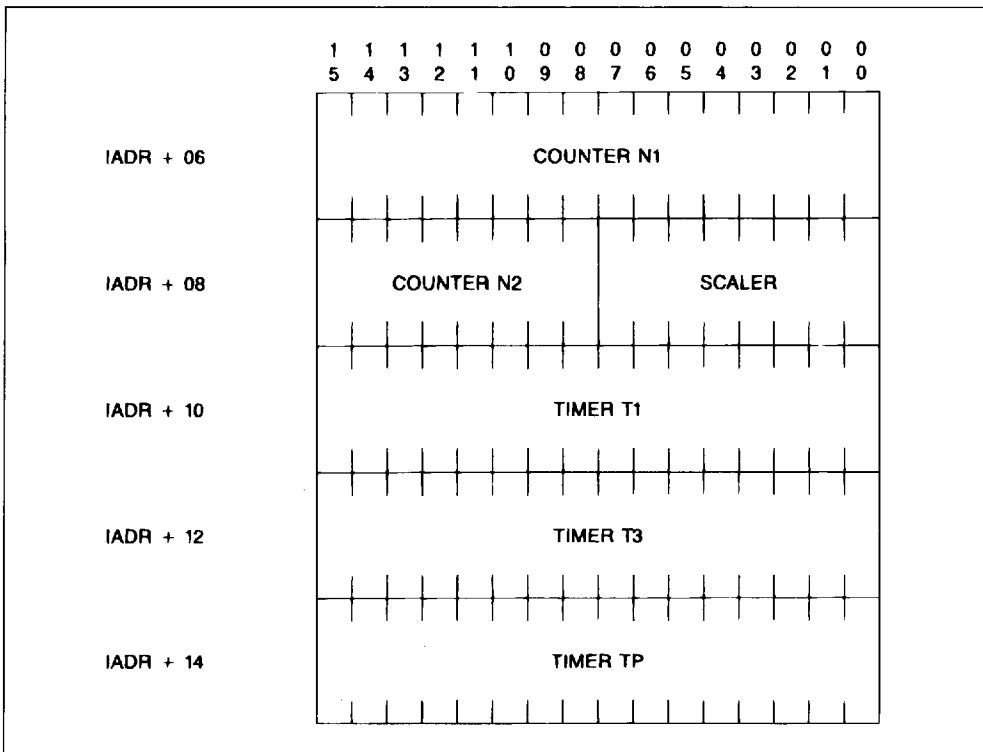 1 1 1 1 1 1 0 0 0 0 0 0 0 0 0 0
5 4 3 2 1 0 9 8 7 6 5 4 3 2 1 0
IADR + 06 COUNTER N1
IADR + 08 COUNTER N2 SCALER
IADR + 10 TIMER T1
IADR + 12 TIMER T3
IADR + 14 TIMER TP